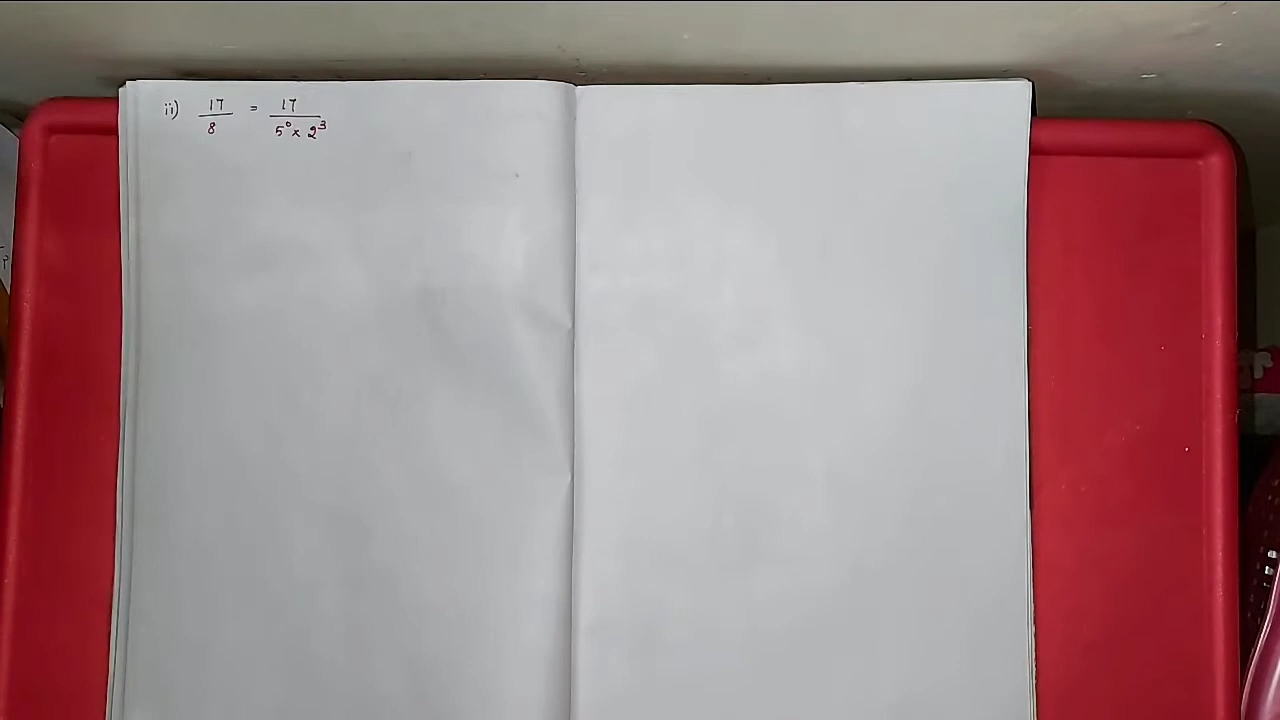 ii) 17/8 = 17/5⁰ × 2³